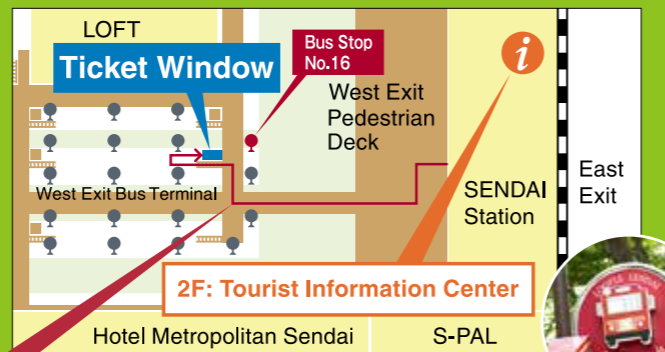 LOFT
Ticket Window
Bus Stop
No.16
West Exit
Pedestrian
Deck
i
West Exit Bus Terminal
SENDAI
Station
East
Exit
2F: Tourist Information Center
Hotel Metropolitan Sendai
S-PAL